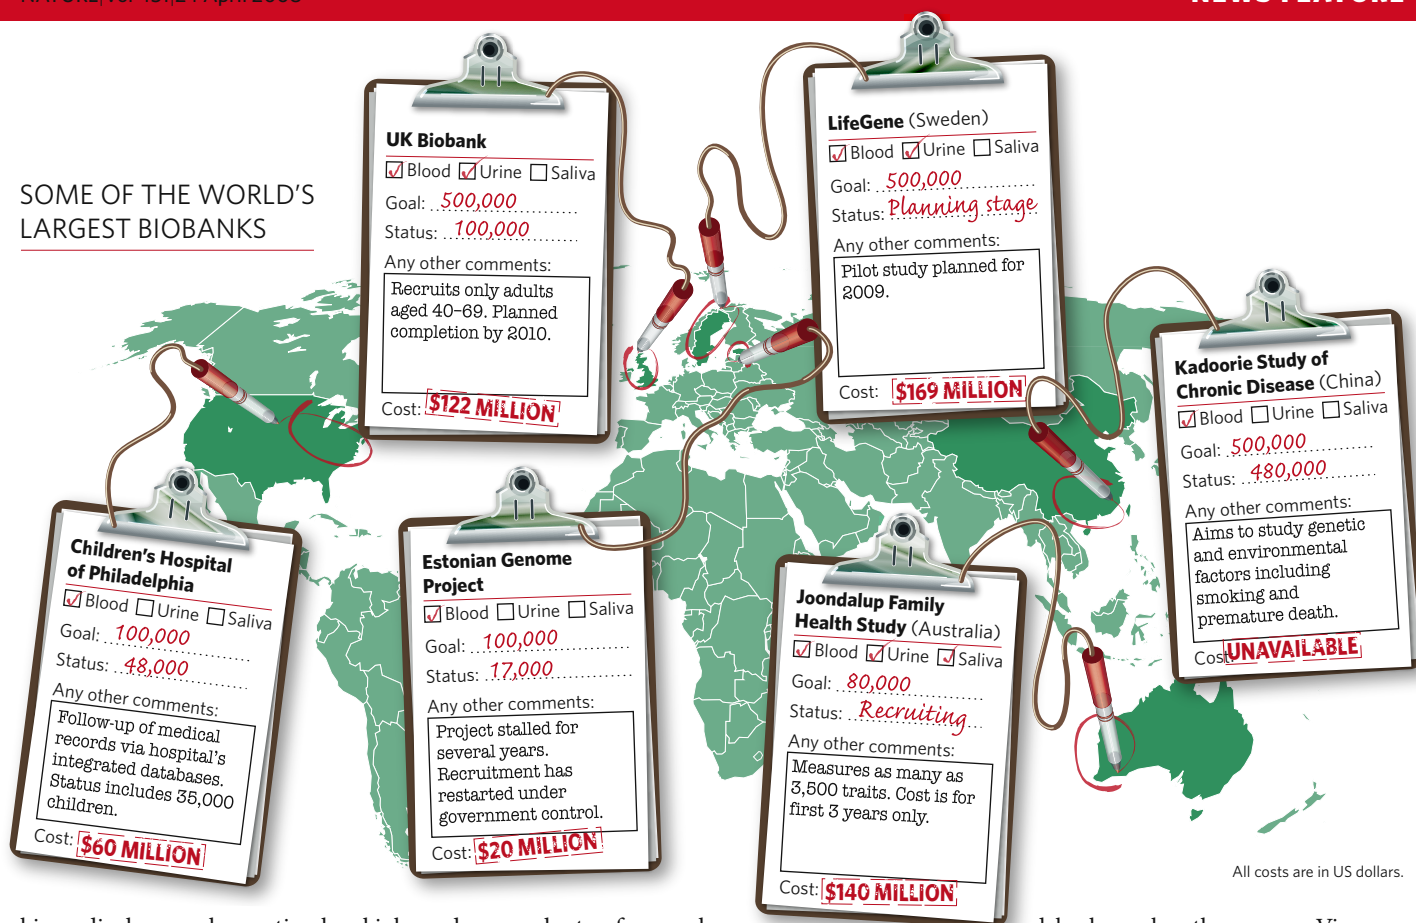 NATURE|Vol 451|24 April 2008
NEWS FEATURE
SOME OF THE WORLD'S
LARGEST BIOBANKS
UK Biobank
Blood Urine Saliva
Goal: 500,000
Status: 100,000
Any other comments:
Recruits only adults
aged 40–69. Planned
completion by 2010.
Cost: $122 MILLION
LifeGene (Sweden)
Blood Urine Saliva
Goal: 500,000
Status: Planning stage
Any other comments:
Pilot study planned for
2009.
Cost: $169 MILLION
Kadoorie Study of
Chronic Disease (China)
Blood Urine Saliva
Goal: 500,000
Status: 480,000
Any other comments:
Aims to study genetic
and environmental
factors including
smoking and
premature death.
Cost UNAVAILABLE
Children's Hospital
of Philadelphia
Blood Urine Saliva
Goal: 100,000
Status: 48,000
Any other comments:
Follow-up of medical
records via hospital's
integrated databases.
Status includes 35,000
children.
Cost: $60 MILLION
Estonian Genome
Project
Blood Urine Saliva
Goal: 100,000
Status: 17,000
Any other comments:
Project stalled for
several years.
Recruitment has
restarted under
government control.
Cost: $20 MILLION
Joondalup Family
Health Study (Australia)
Blood Urine Saliva
Goal: 80,000
Status: Recruiting
Any other comments:
Measures as many as
3,500 traits. Cost is for
first 3 years only.
Cost: $140 MILLION
All costs are in US dollars.